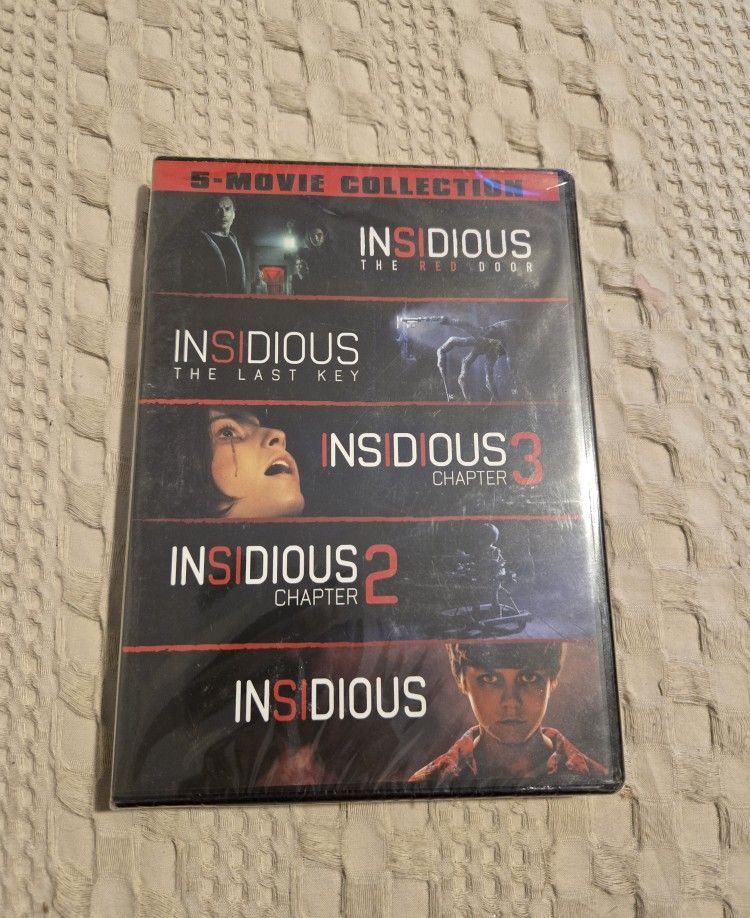 5-MOVIE COLLECTION
INSIDIOUS
THE RED DOOR
INSIDIOUS
THE LAST KEY
INSIDIOUS 3
CHAPTER
INSIDIOUS 2
CHAPTER
INSIDIOUS